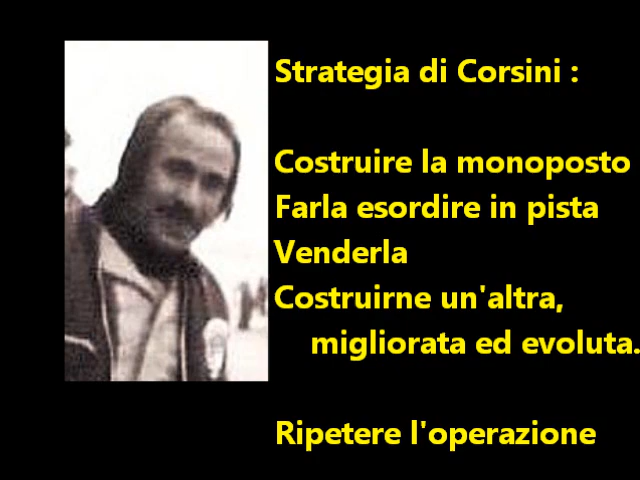 Strategia di Corsini :
Costruire la monoposto
Farla esordire in pista
Venderla
Costruirne un'altra,
migliorata ed evoluta.
Ripetere l'operazione